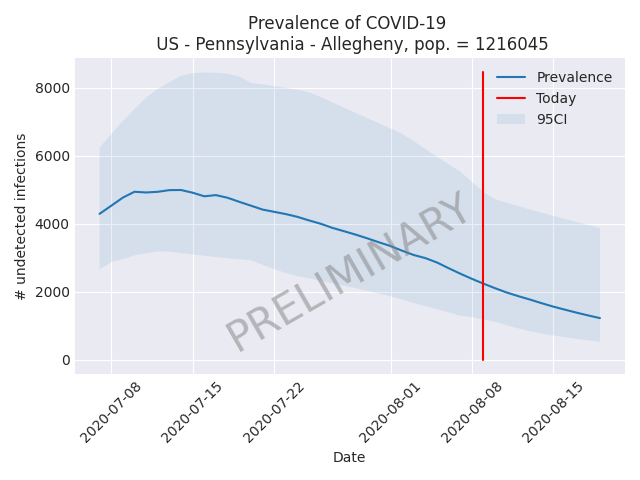 Prevalence of COVID-19
US - Pennsylvania - Allegheny, pop. = 1216045
Prevalence
Today
95CI
8000
6000
4000
2000
0
# undetected infections
PRELIMINARY
2020-07-08
2020-07-15
2020-07-22
2020-08-01
2020-08-08
2020-08-15
Date